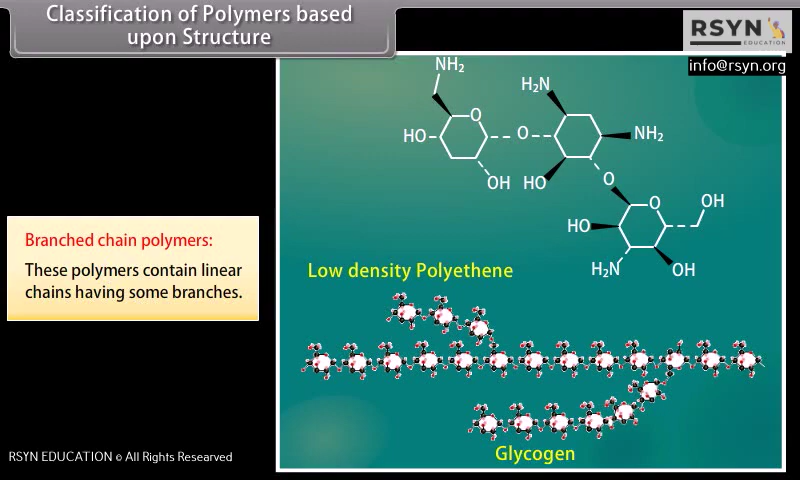 Classification of Polymers based
upon Structure
RSYN
EDUCATION
info@rsyn.org
NH₂
H₂N
O
HO
O
NH₂
OH
HO
O
O
OH
HO
H₂N
OH
Branched chain polymers:
These polymers contain linear
chains having some branches.
Low density Polyethene
Glycogen
RSYN EDUCATION © All Rights Researved